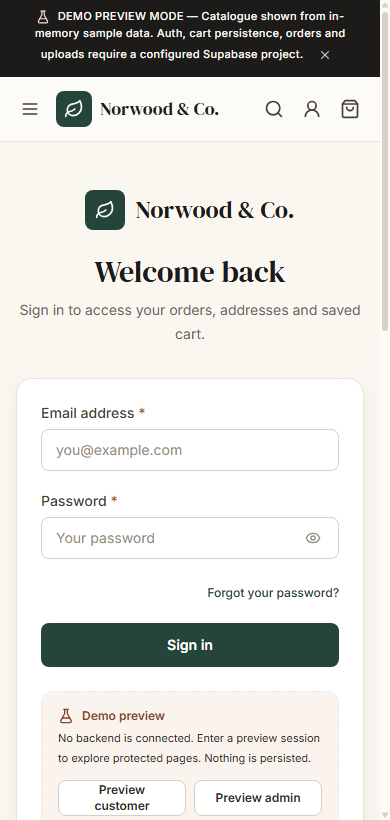 DEMO PREVIEW MODE — Catalogue shown from in-
memory sample data. Auth, cart persistence, orders and
uploads require a configured Supabase project.
Norwood & Co.
Norwood & Co.
Welcome back
Sign in to access your orders, addresses and saved
cart.
Email address *
you@example.com
Password *
Your password
Forgot your password?
Sign in
Demo preview
No backend is connected. Enter a preview session
to explore protected pages. Nothing is persisted.
Preview
customer
Preview admin